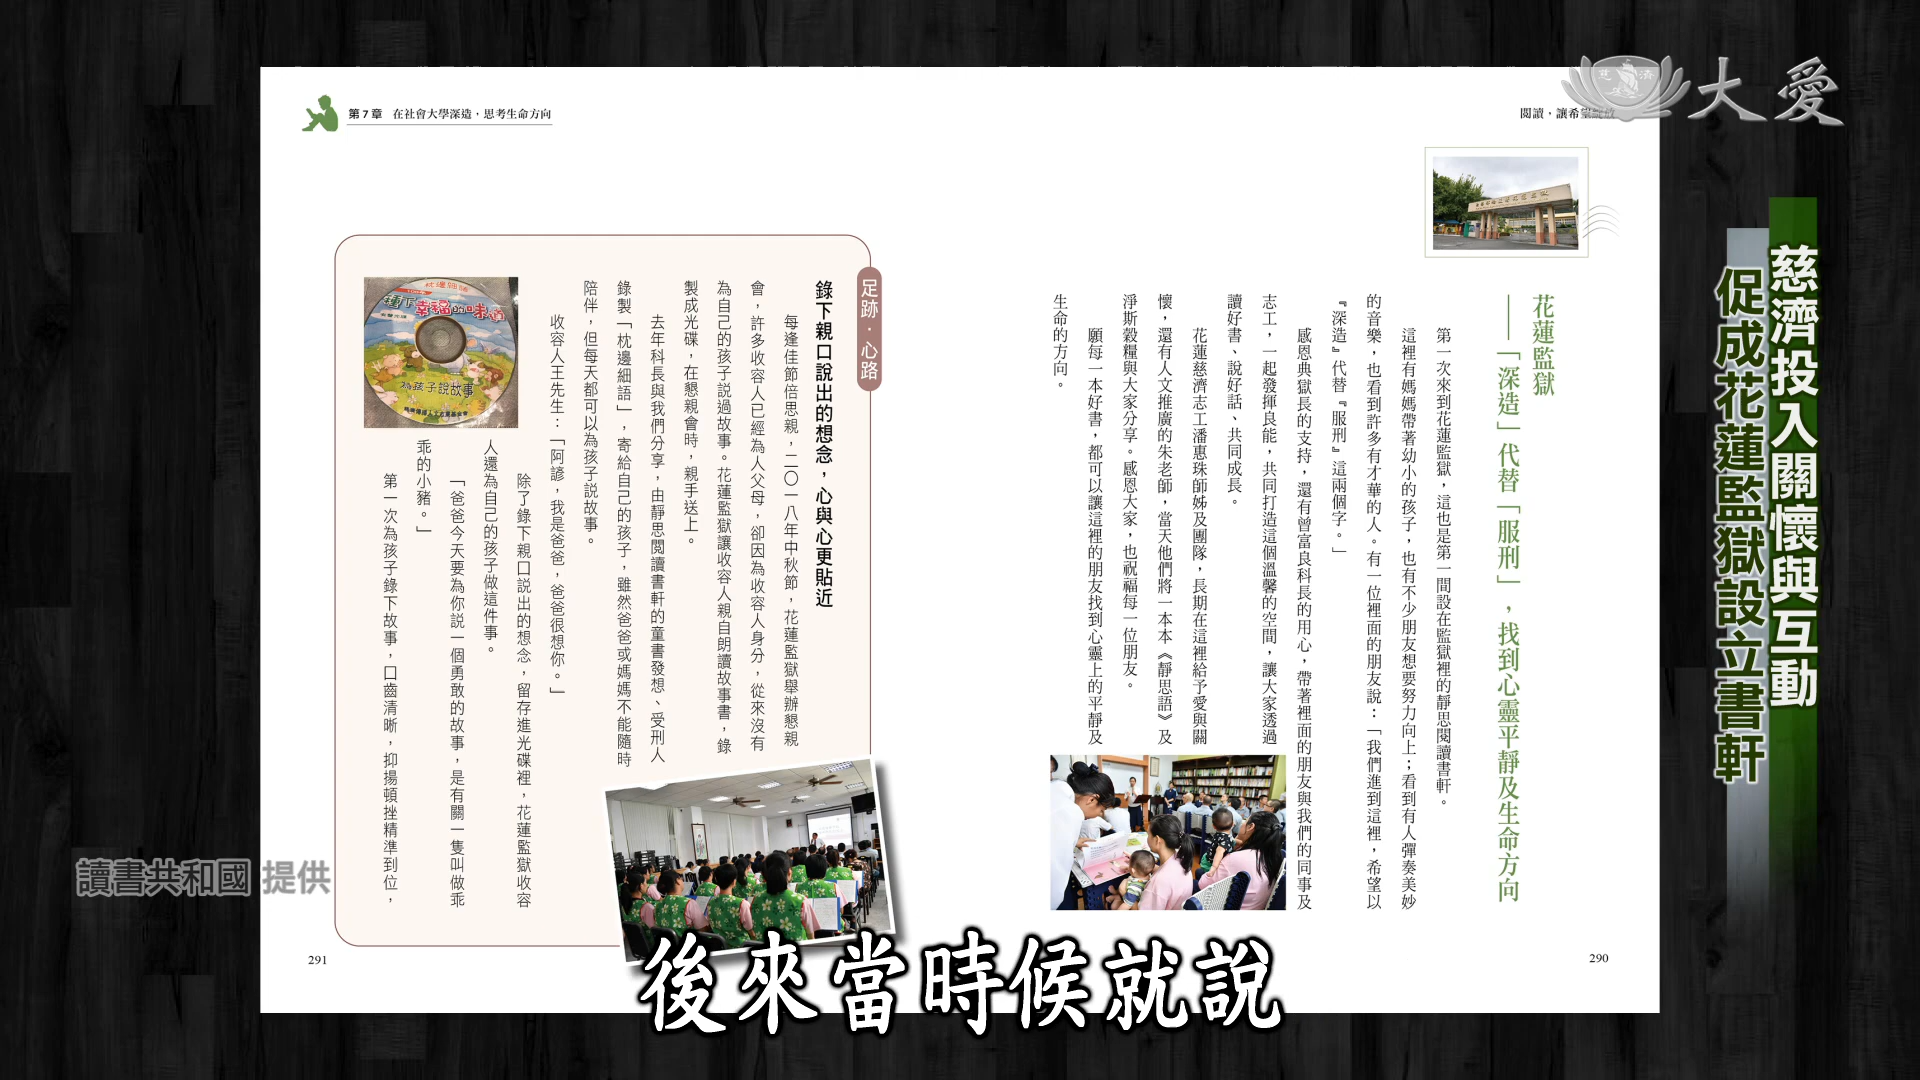 大愛
慈濟投入關懷與互動
促成花蓮監獄設立書軒
閱讀，讓希望
花蓮監獄
——「深造」代替「服刑」，找到心靈平靜及生命方向
第一次來到花蓮監獄，這也是第一間設在監獄裡的靜思閱讀書軒。
這裡有媽媽帶著幼小的孩子，也有不少朋友想要努力向上；看到有人彈奏美妙
的音樂，也看到許多有才華的人。有一位裡面的朋友說：「我們進到這裡，希望以
『深造』代替『服刑』這兩個字。」
感恩典獄長的支持，還有曾富良科長的用心，帶著裡面的朋友與我們的同事及
志工，一起發揮良能，共同打造這個溫馨的空間，讓大家透過
讀好書、說好話、共同成長。
花蓮慈濟志工潘惠珠師姊及團隊，長期在這裡給予愛與關
懷，還有人文推廣的朱老師，當天他們將一本本《靜思語》及
淨斯穀糧與大家分享。感恩大家，也祝福每一位朋友。
願每一本好書，都可以讓這裡的朋友找到心靈上的平靜及
生命的方向。
290
第7章 在社會大學深造，思考生命方向
足跡．心路
錄下親口說出的想念，心與心更貼近
每逢佳節倍思親，二〇一八年中秋節，花蓮監獄舉辦懇親
會，許多收容人已經為人父母，卻因為收容人身分，從來沒有
為自己的孩子說過故事。花蓮監獄讓收容人親自朗讀故事書，錄
製成光碟，在懇親會時，親手送上。
去年科長與我們分享，由靜思閱讀書軒的童書發想、受刑人
錄製「枕邊細語」，寄給自己的孩子，雖然爸爸或媽媽不能隨時
陪伴，但每天都可以為孩子說故事。
收容人王先生：「阿諺，我是爸爸，爸爸很想你。」
除了錄下親口說出的想念，留存進光碟裡，花蓮監獄收容
人還為自己的孩子做這件事。
「爸爸今天要為你說一個勇敢的故事，是有關一隻叫做乖
乖的小豬。」
第一次為孩子錄下故事，口齒清晰，抑揚頓挫精準到位，
枕邊細語
種下幸福的味道
為孩子說故事
291
讀書共和國 提供
後來當時候就說